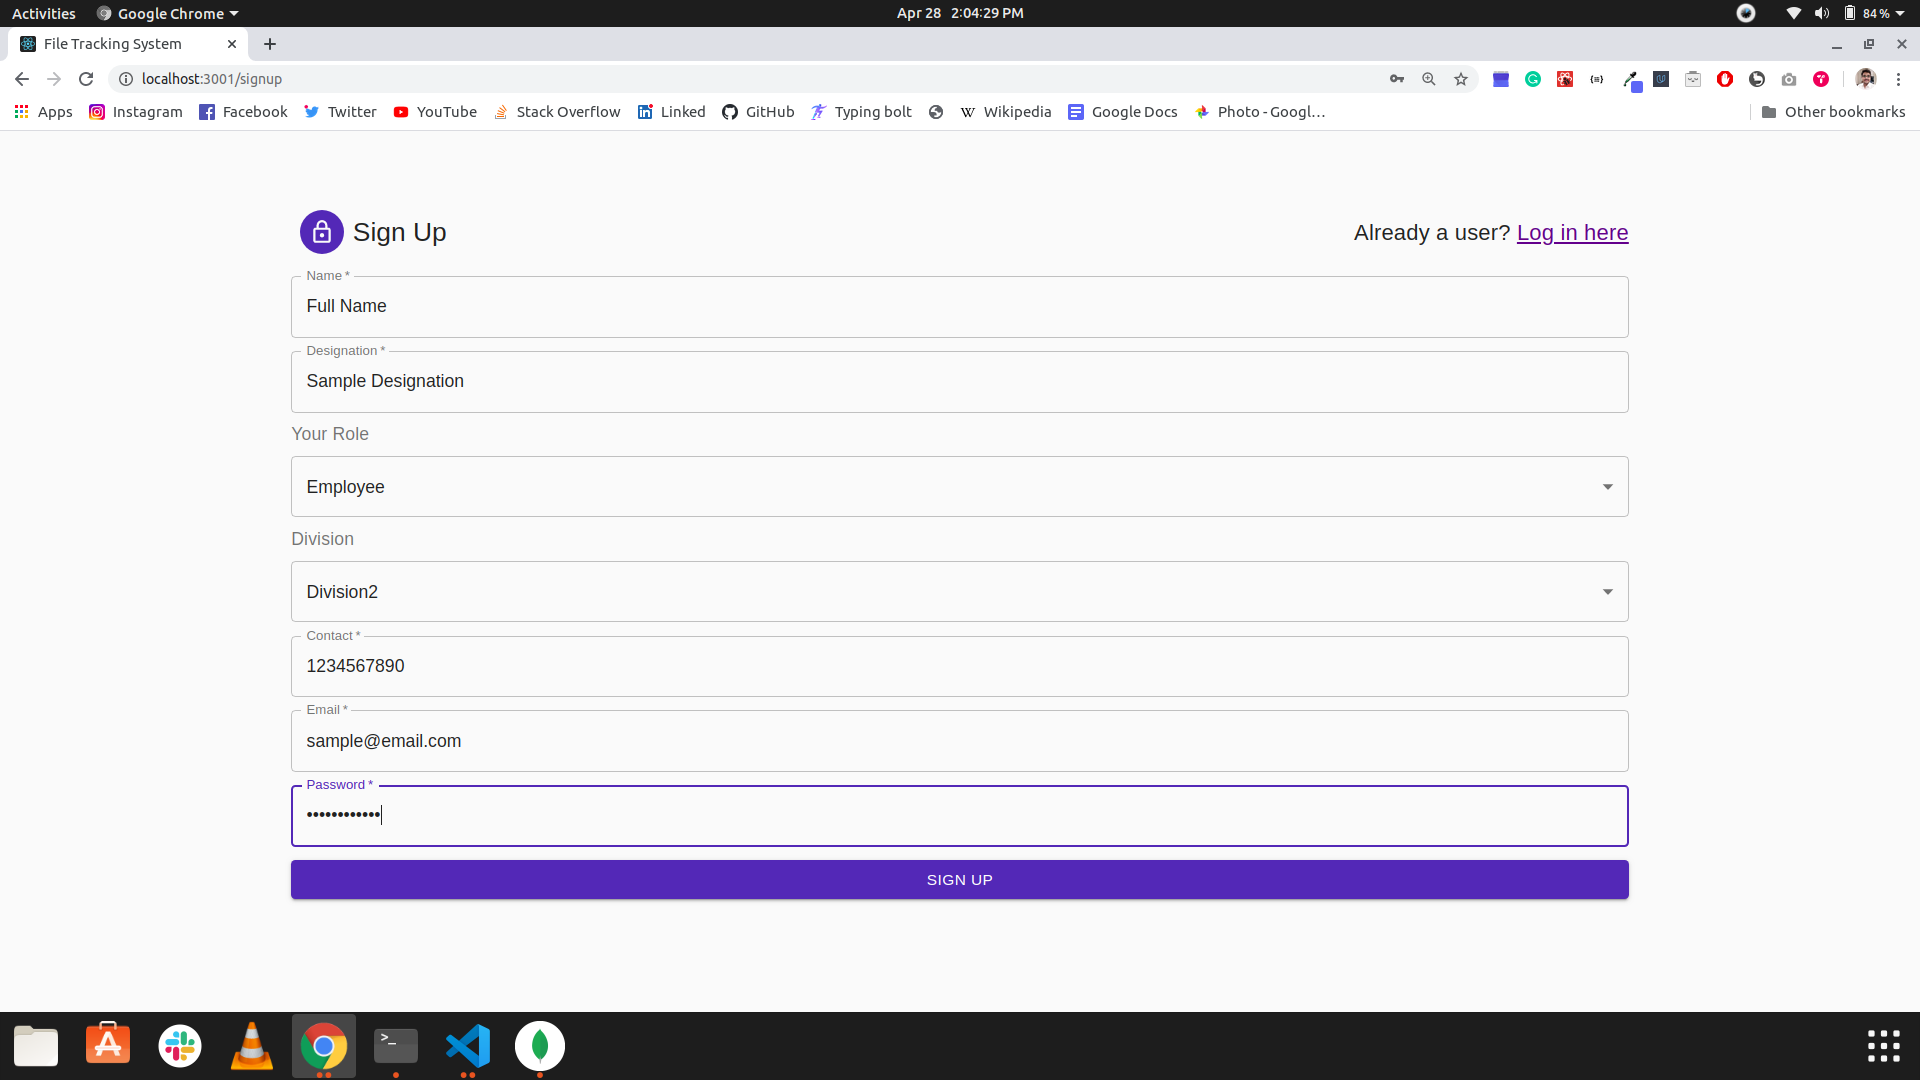 Activities Google Chrome Apr 28 2:04:29 PM 84 %
File Tracking System
localhost:3001/signup
Apps Instagram Facebook Twitter YouTube Stack Overflow Linked GitHub Typing bolt Wikipedia Google Docs Photo - Googl... Other bookmarks
Sign Up Already a user? Log in here
Name *
Full Name
Designation *
Sample Designation
Your Role
Employee
Division
Division2
Contact *
1234567890
Email *
sample@email.com
Password *
••••••••••••
SIGN UP